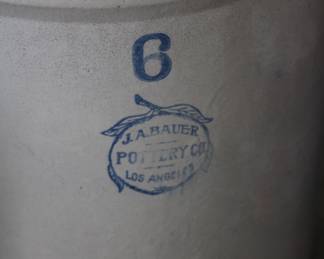 6
J.A. BAUER
POTTERY CO.
LOS ANGELES